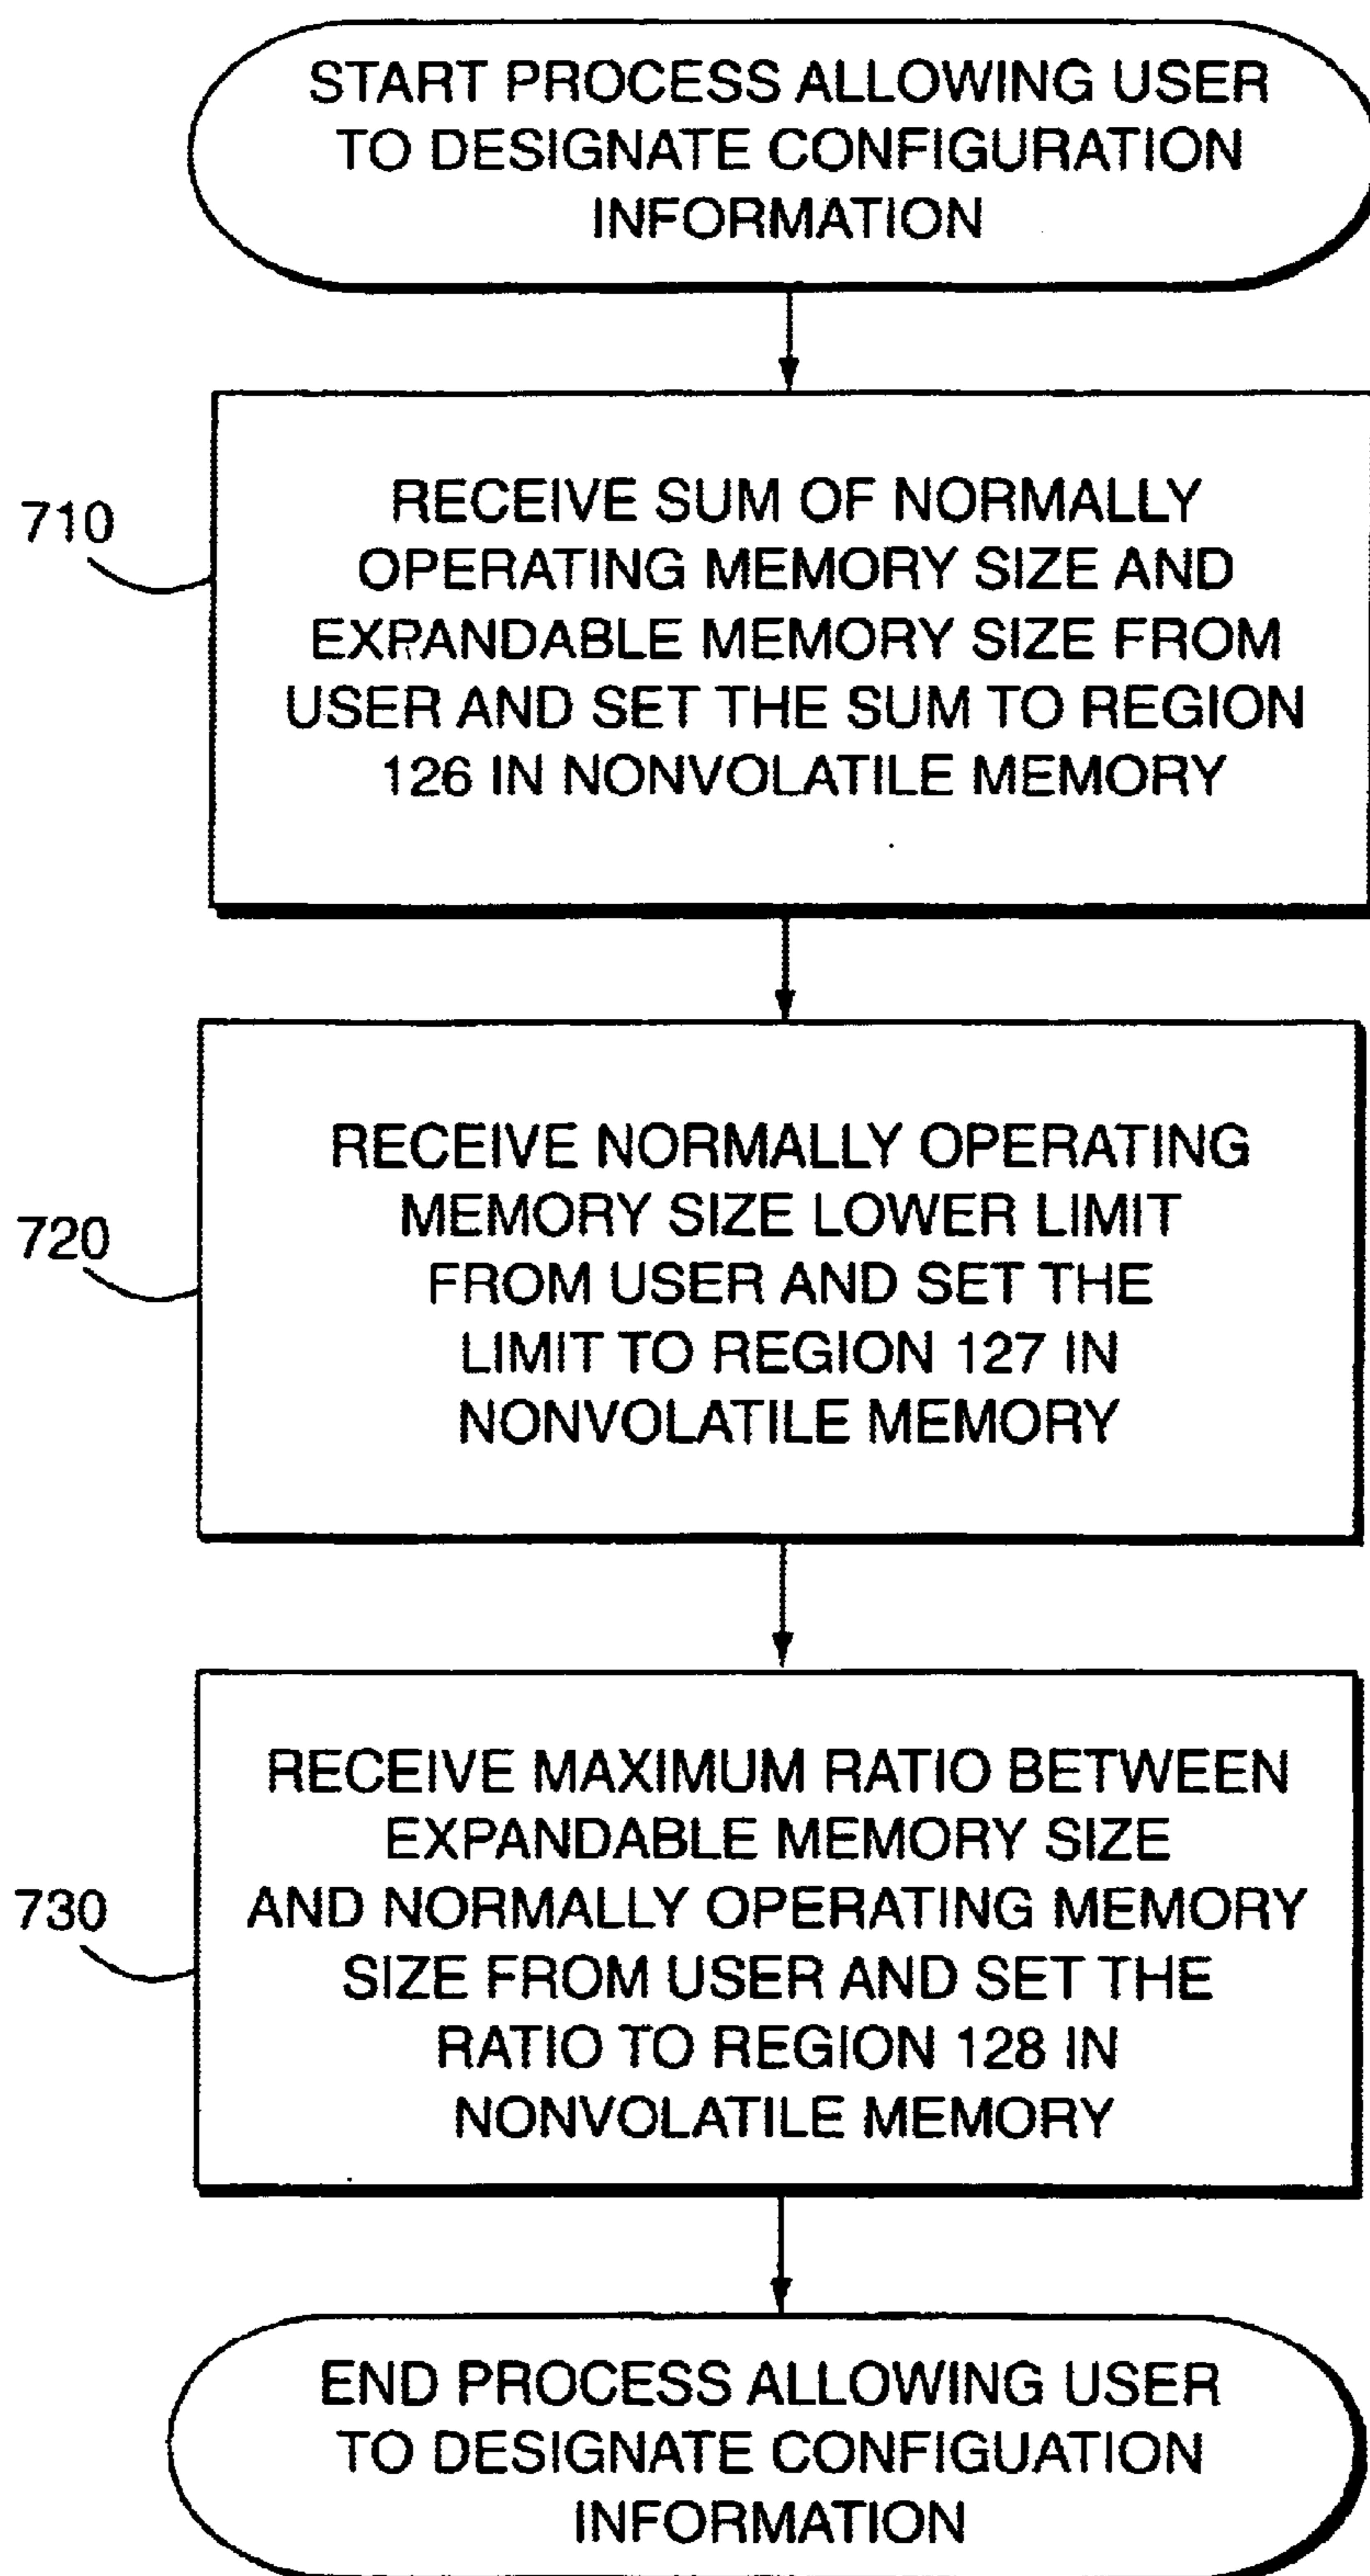 START PROCESS ALLOWING USER
TO DESIGNATE CONFIGURATION
INFORMATION
710
RECEIVE SUM OF NORMALLY
OPERATING MEMORY SIZE AND
EXPANDABLE MEMORY SIZE FROM
USER AND SET THE SUM TO REGION
126 IN NONVOLATILE MEMORY
720
RECEIVE NORMALLY OPERATING
MEMORY SIZE LOWER LIMIT
FROM USER AND SET THE
LIMIT TO REGION 127 IN
NONVOLATILE MEMORY
730
RECEIVE MAXIMUM RATIO BETWEEN
EXPANDABLE MEMORY SIZE
AND NORMALLY OPERATING MEMORY
SIZE FROM USER AND SET THE
RATIO TO REGION 128 IN
NONVOLATILE MEMORY
END PROCESS ALLOWING USER
TO DESIGNATE CONFIGUATION
INFORMATION